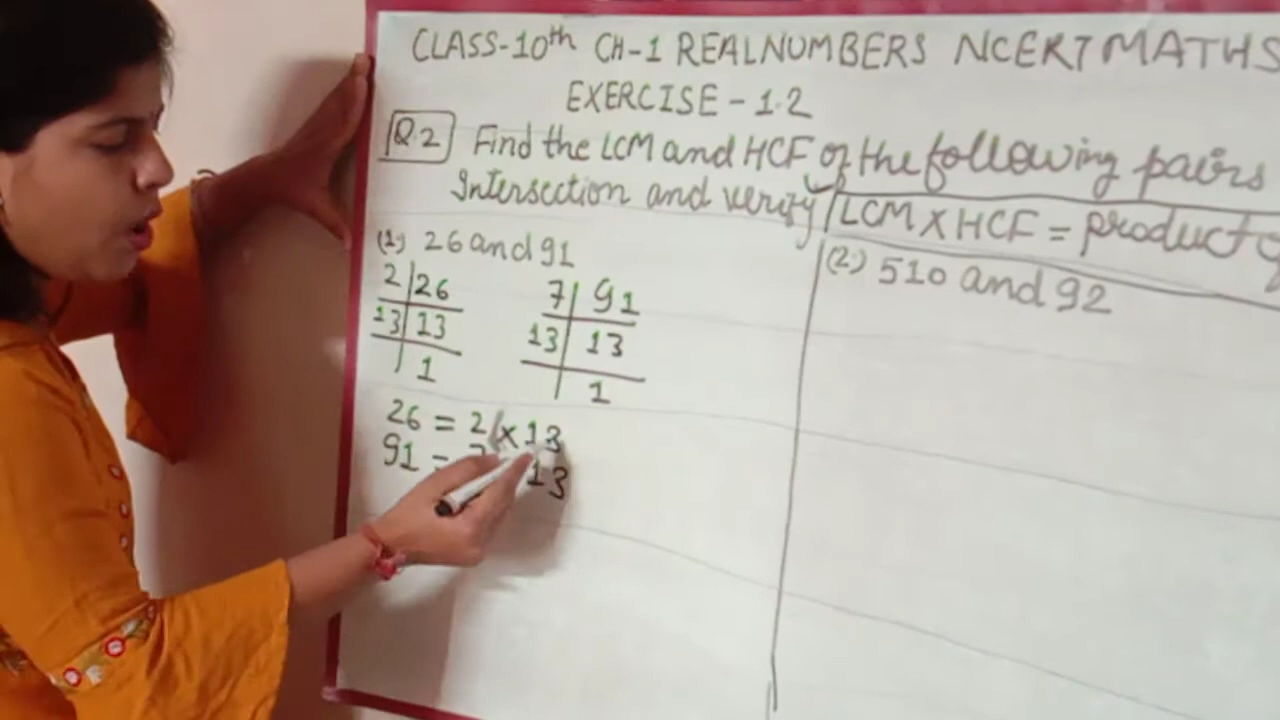 CLASS-10th CH-1 REALNUMBERS NCERT MATHS
EXERCISE - 1.2
Q.2 Find the LCM and HCF of the following pairs
Intersection and verify LCM X HCF = product
(1.) 26 and 91
2 26
13 13
1
7 91
13 13
1
26 = 2 x 13
91 = 13
(2.) 510 and 92